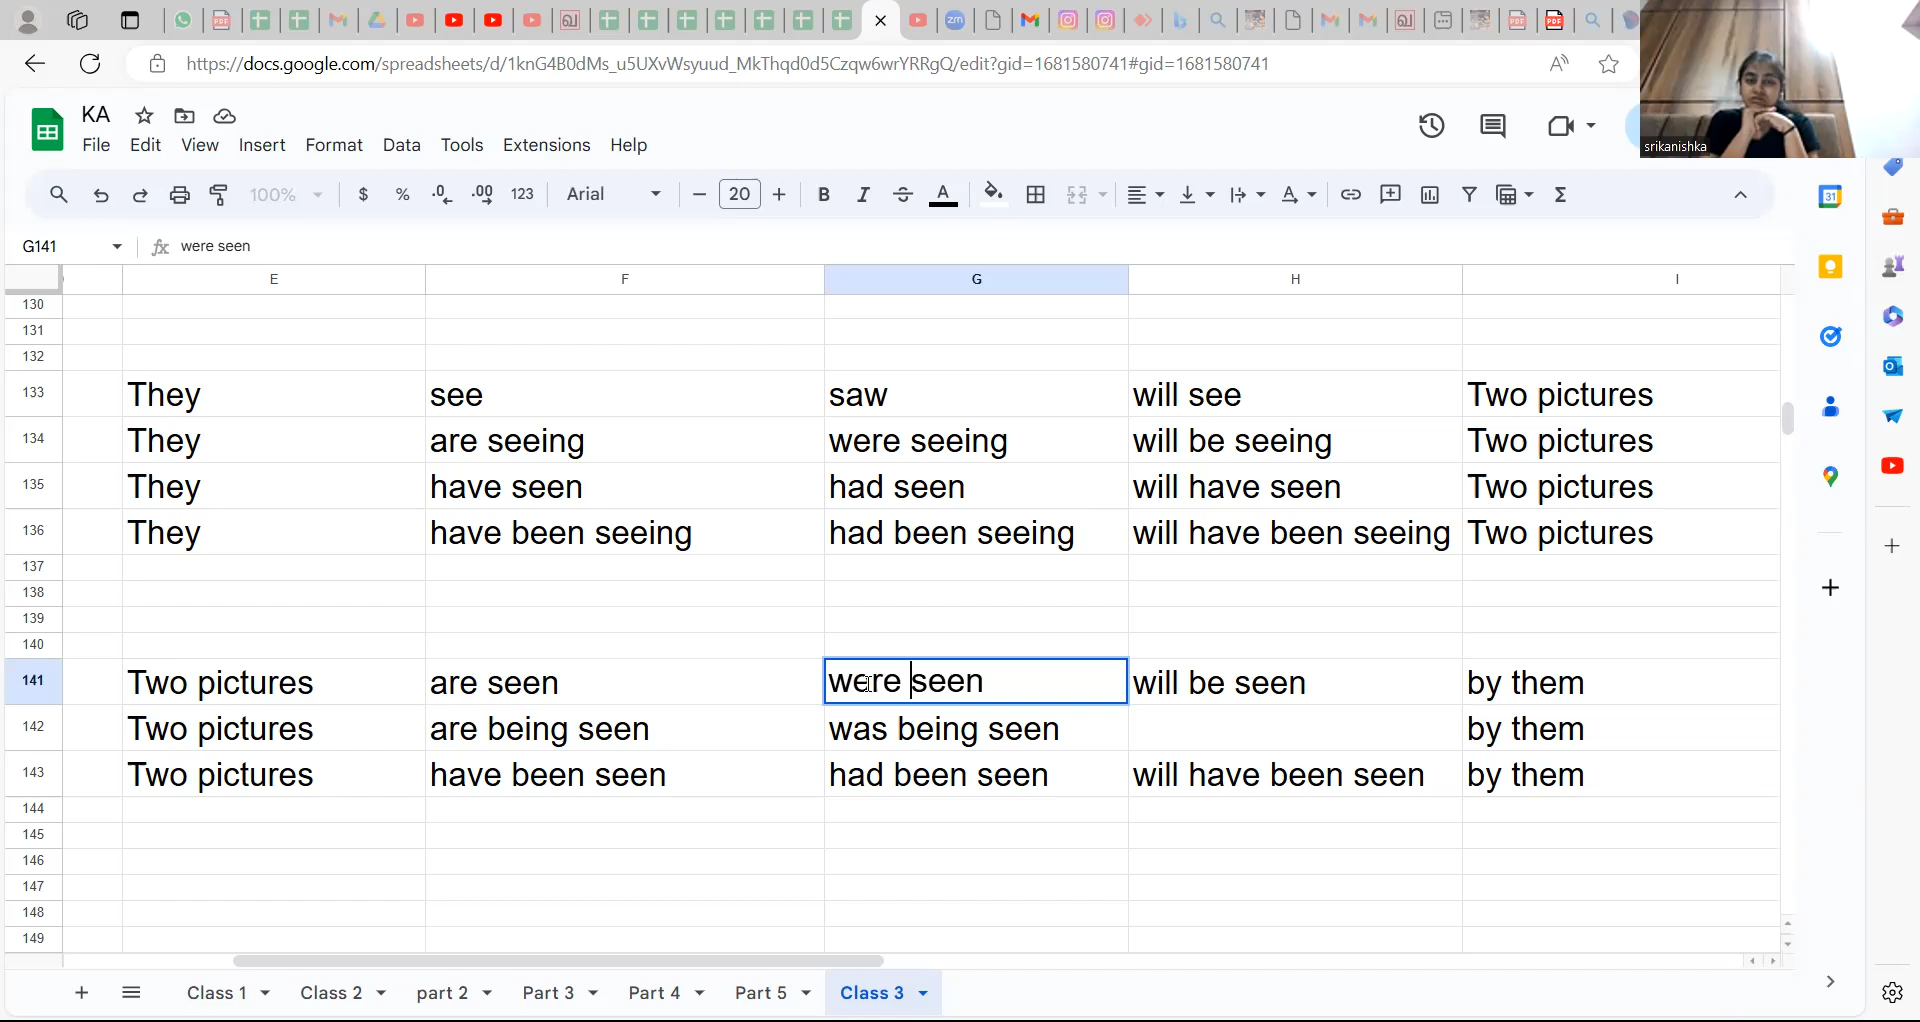 https://docs.google.com/spreadsheets/d/1knG4B0dMs_u5UXvWsyuud_MkThqd0d5Czqw6wrYRRgQ/edit?gid=1681580741#gid=1681580741
srikanishka
KA
File Edit View Insert Format Data Tools Extensions Help
100% $ % .0 .00 123 Arial 20 B I S A Σ
G141 fx were seen
E F G H I
130
131
132
133 They see saw will see Two pictures
134 They are seeing were seeing will be seeing Two pictures
135 They have seen had seen will have seen Two pictures
136 They have been seeing had been seeing will have been seeing Two pictures
137
138
139
140
141 Two pictures are seen were seen will be seen by them
142 Two pictures are being seen was being seen by them
143 Two pictures have been seen had been seen will have been seen by them
144
145
146
147
148
149
Class 1 Class 2 part 2 Part 3 Part 4 Part 5 Class 3